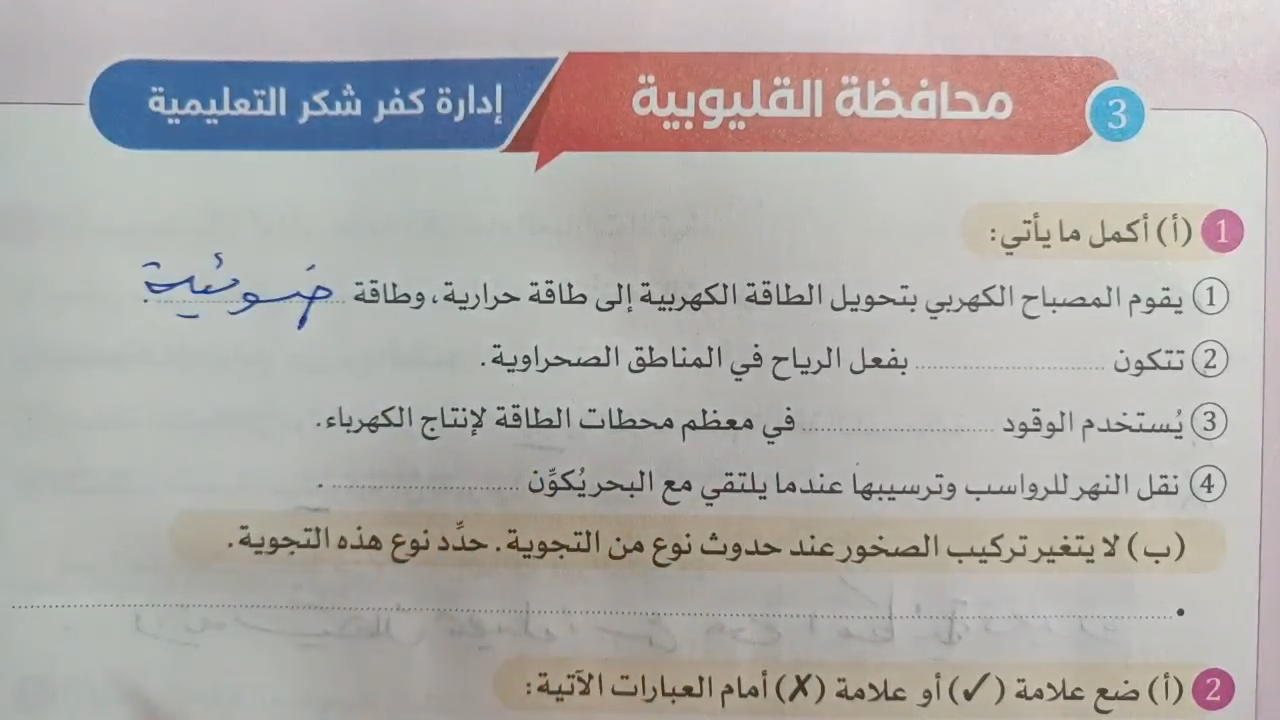 3 محافظة القليوبية إدارة كفر شكر التعليمية
1 (أ) أكمل ما يأتي:
1 يقوم المصباح الكهربي بتحويل الطاقة الكهربية إلى طاقة حرارية، وطاقة ضوئية.
2 تتكون .................... بفعل الرياح في المناطق الصحراوية.
3 يُستخدم الوقود .................... في معظم محطات الطاقة لإنتاج الكهرباء.
4 نقل النهر للرواسب وترسيبها عندما يلتقي مع البحر يُكوِّن .................... .
(ب) لا يتغير تركيب الصخور عند حدوث نوع من التجوية. حدِّد نوع هذه التجوية.
• ....................
2 (أ) ضع علامة (✓) أو علامة (✗) أمام العبارات الآتية: